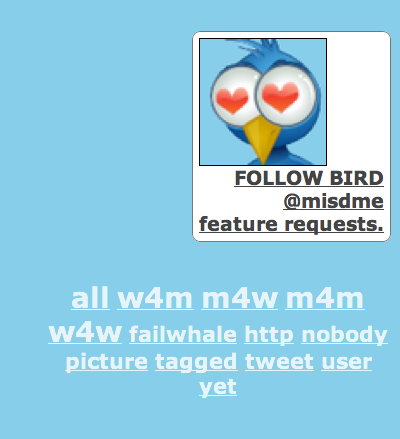 FOLLOW BIRD
@misdme
feature requests.
all w4m m4w m4m
w4w failwhale http nobody
picture tagged tweet user
yet